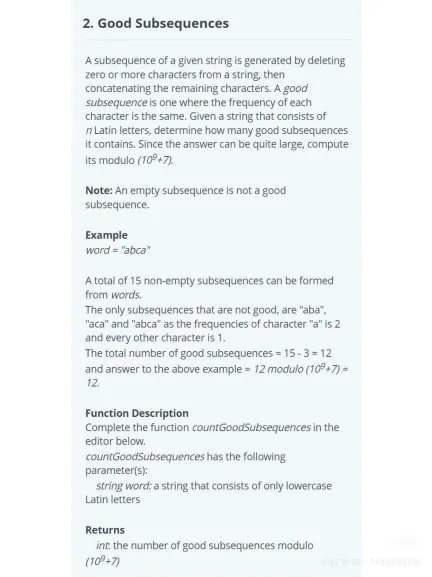 2. Good Subsequences
A subsequence of a given string is generated by deleting
zero or more characters from a string, then
concatenating the remaining characters. A good
subsequence is one where the frequency of each
character is the same. Given a string that consists of
n Latin letters, determine how many good subsequences
it contains. Since the answer can be quite large, compute
its modulo (10⁹+7).
Note: An empty subsequence is not a good
subsequence.
Example
word = "abca"
A total of 15 non-empty subsequences can be formed
from words.
The only subsequences that are not good, are "aba",
"aca" and "abca" as the frequencies of character "a" is 2
and every other character is 1.
The total number of good subsequences = 15 - 3 = 12
and answer to the above example = 12 modulo (10⁹+7) =
12.
Function Description
Complete the function countGoodSubsequences in the
editor below.
countGoodSubsequences has the following
parameter(s):
string word: a string that consists of only lowercase
Latin letters
Returns
int: the number of good subsequences modulo
(10⁹+7)